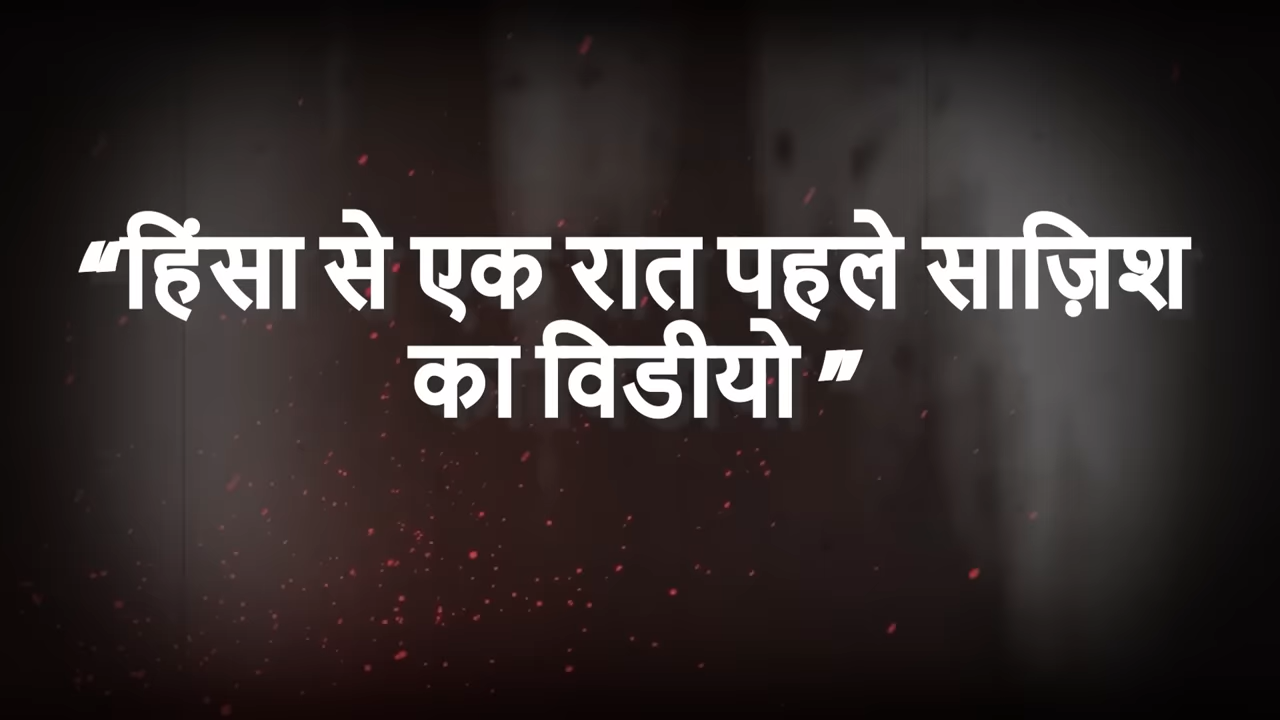 “हिंसा से एक रात पहले साज़िश
का विडीयो ”